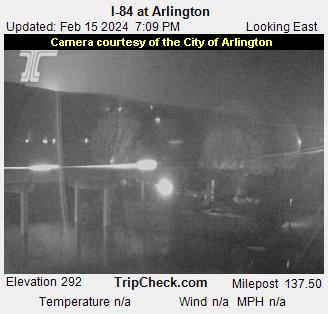 I-84 at Arlington
Updated: Feb 15 2024 7:09 PM Looking East
Camera courtesy of the City of Arlington
Elevation 292 TripCheck.com Milepost 137.50
Temperature n/a Wind n/a MPH n/a